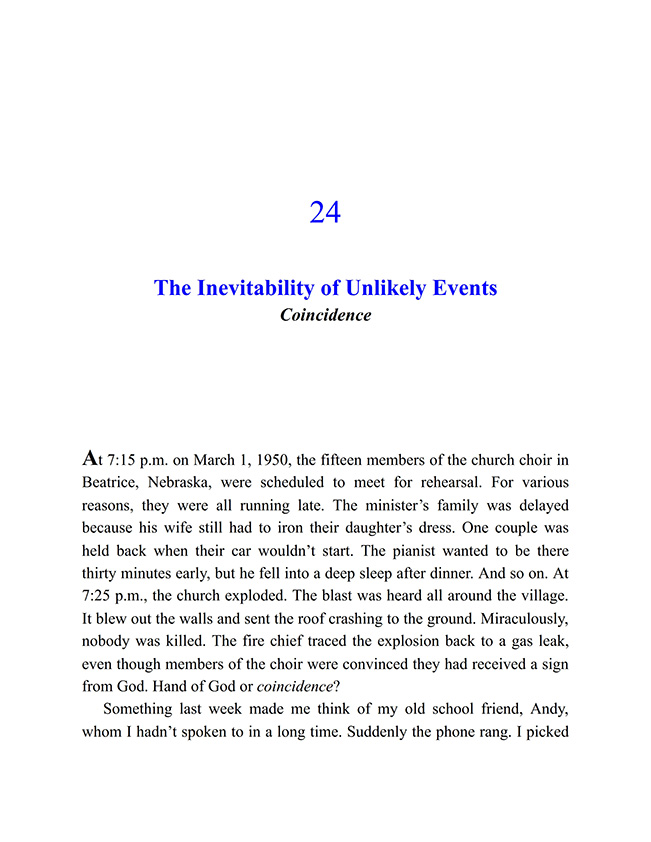 24
The Inevitability of Unlikely Events
Coincidence
At 7:15 p.m. on March 1, 1950, the fifteen members of the church choir in
Beatrice, Nebraska, were scheduled to meet for rehearsal. For various
reasons, they were all running late. The minister’s family was delayed
because his wife still had to iron their daughter’s dress. One couple was
held back when their car wouldn’t start. The pianist wanted to be there
thirty minutes early, but he fell into a deep sleep after dinner. And so on. At
7:25 p.m., the church exploded. The blast was heard all around the village.
It blew out the walls and sent the roof crashing to the ground. Miraculously,
nobody was killed. The fire chief traced the explosion back to a gas leak,
even though members of the choir were convinced they had received a sign
from God. Hand of God or coincidence?
Something last week made me think of my old school friend, Andy,
whom I hadn’t spoken to in a long time. Suddenly the phone rang. I picked